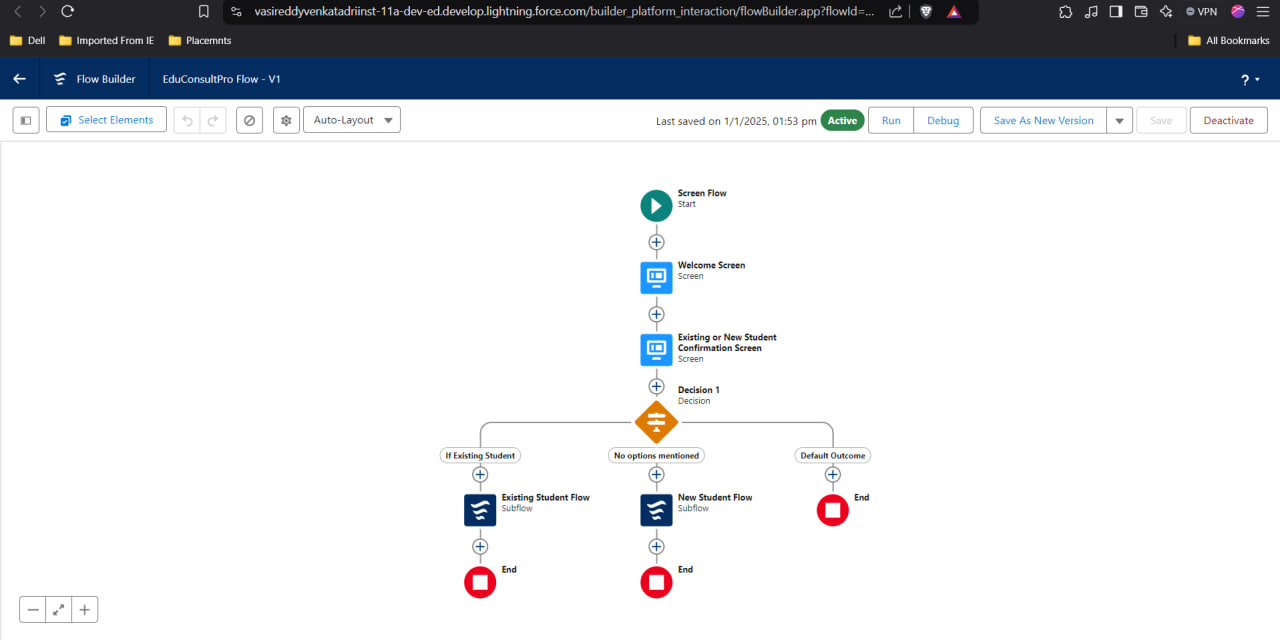 vasireddyvenkatadriinst-11a-dev-ed.develop.lightning.force.com/builder_platform_interaction/flowBuilder.app?flowId=...
VPN
Dell
Imported From IE
Placemnts
All Bookmarks
Flow Builder
EduConsultPro Flow - V1
?
Select Elements
Auto-Layout
Last saved on 1/1/2025, 01:53 pm
Active
Run
Debug
Save As New Version
Save
Deactivate
Screen Flow
Start
Welcome Screen
Screen
Existing or New Student
Confirmation Screen
Screen
Decision 1
Decision
If Existing Student
No options mentioned
Default Outcome
Existing Student Flow
Subflow
New Student Flow
Subflow
End
End
End